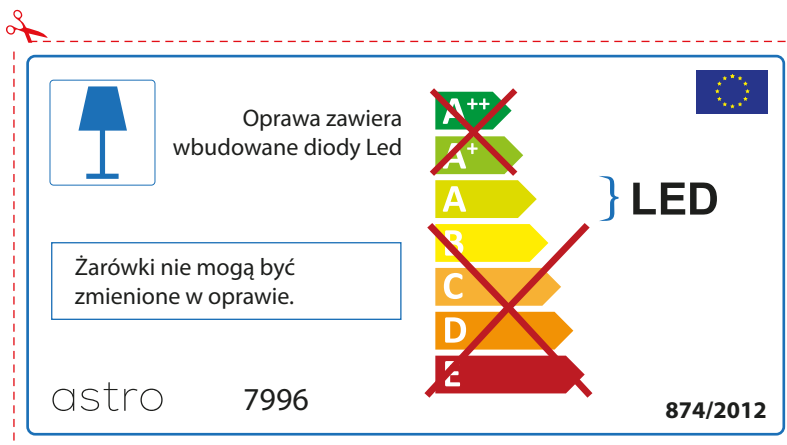 Oprawa zawiera
wbudowane diody Led
Żarówki nie mogą być
zmienione w oprawie.
astro 7996
A++
A+
A
B
C
D
E
LED
874/2012